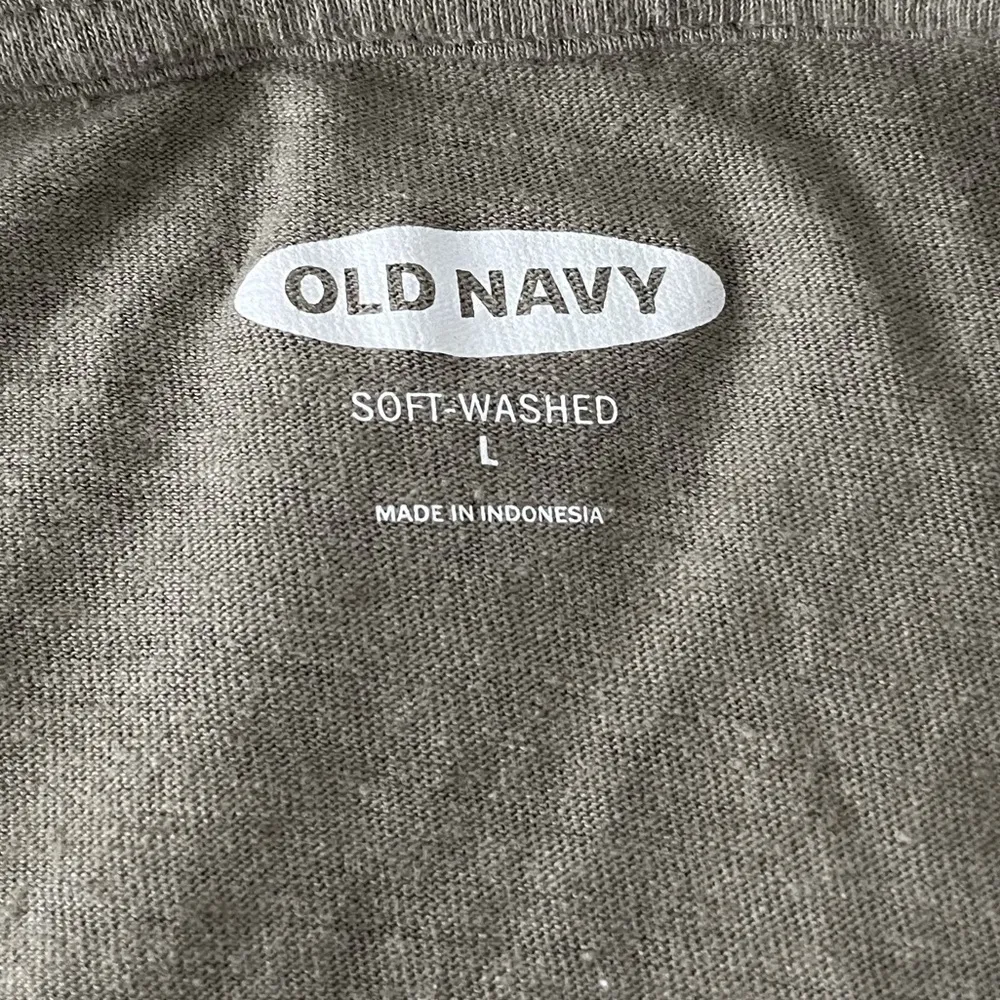 OLD NAVY
SOFT-WASHED
L
MADE IN INDONESIA